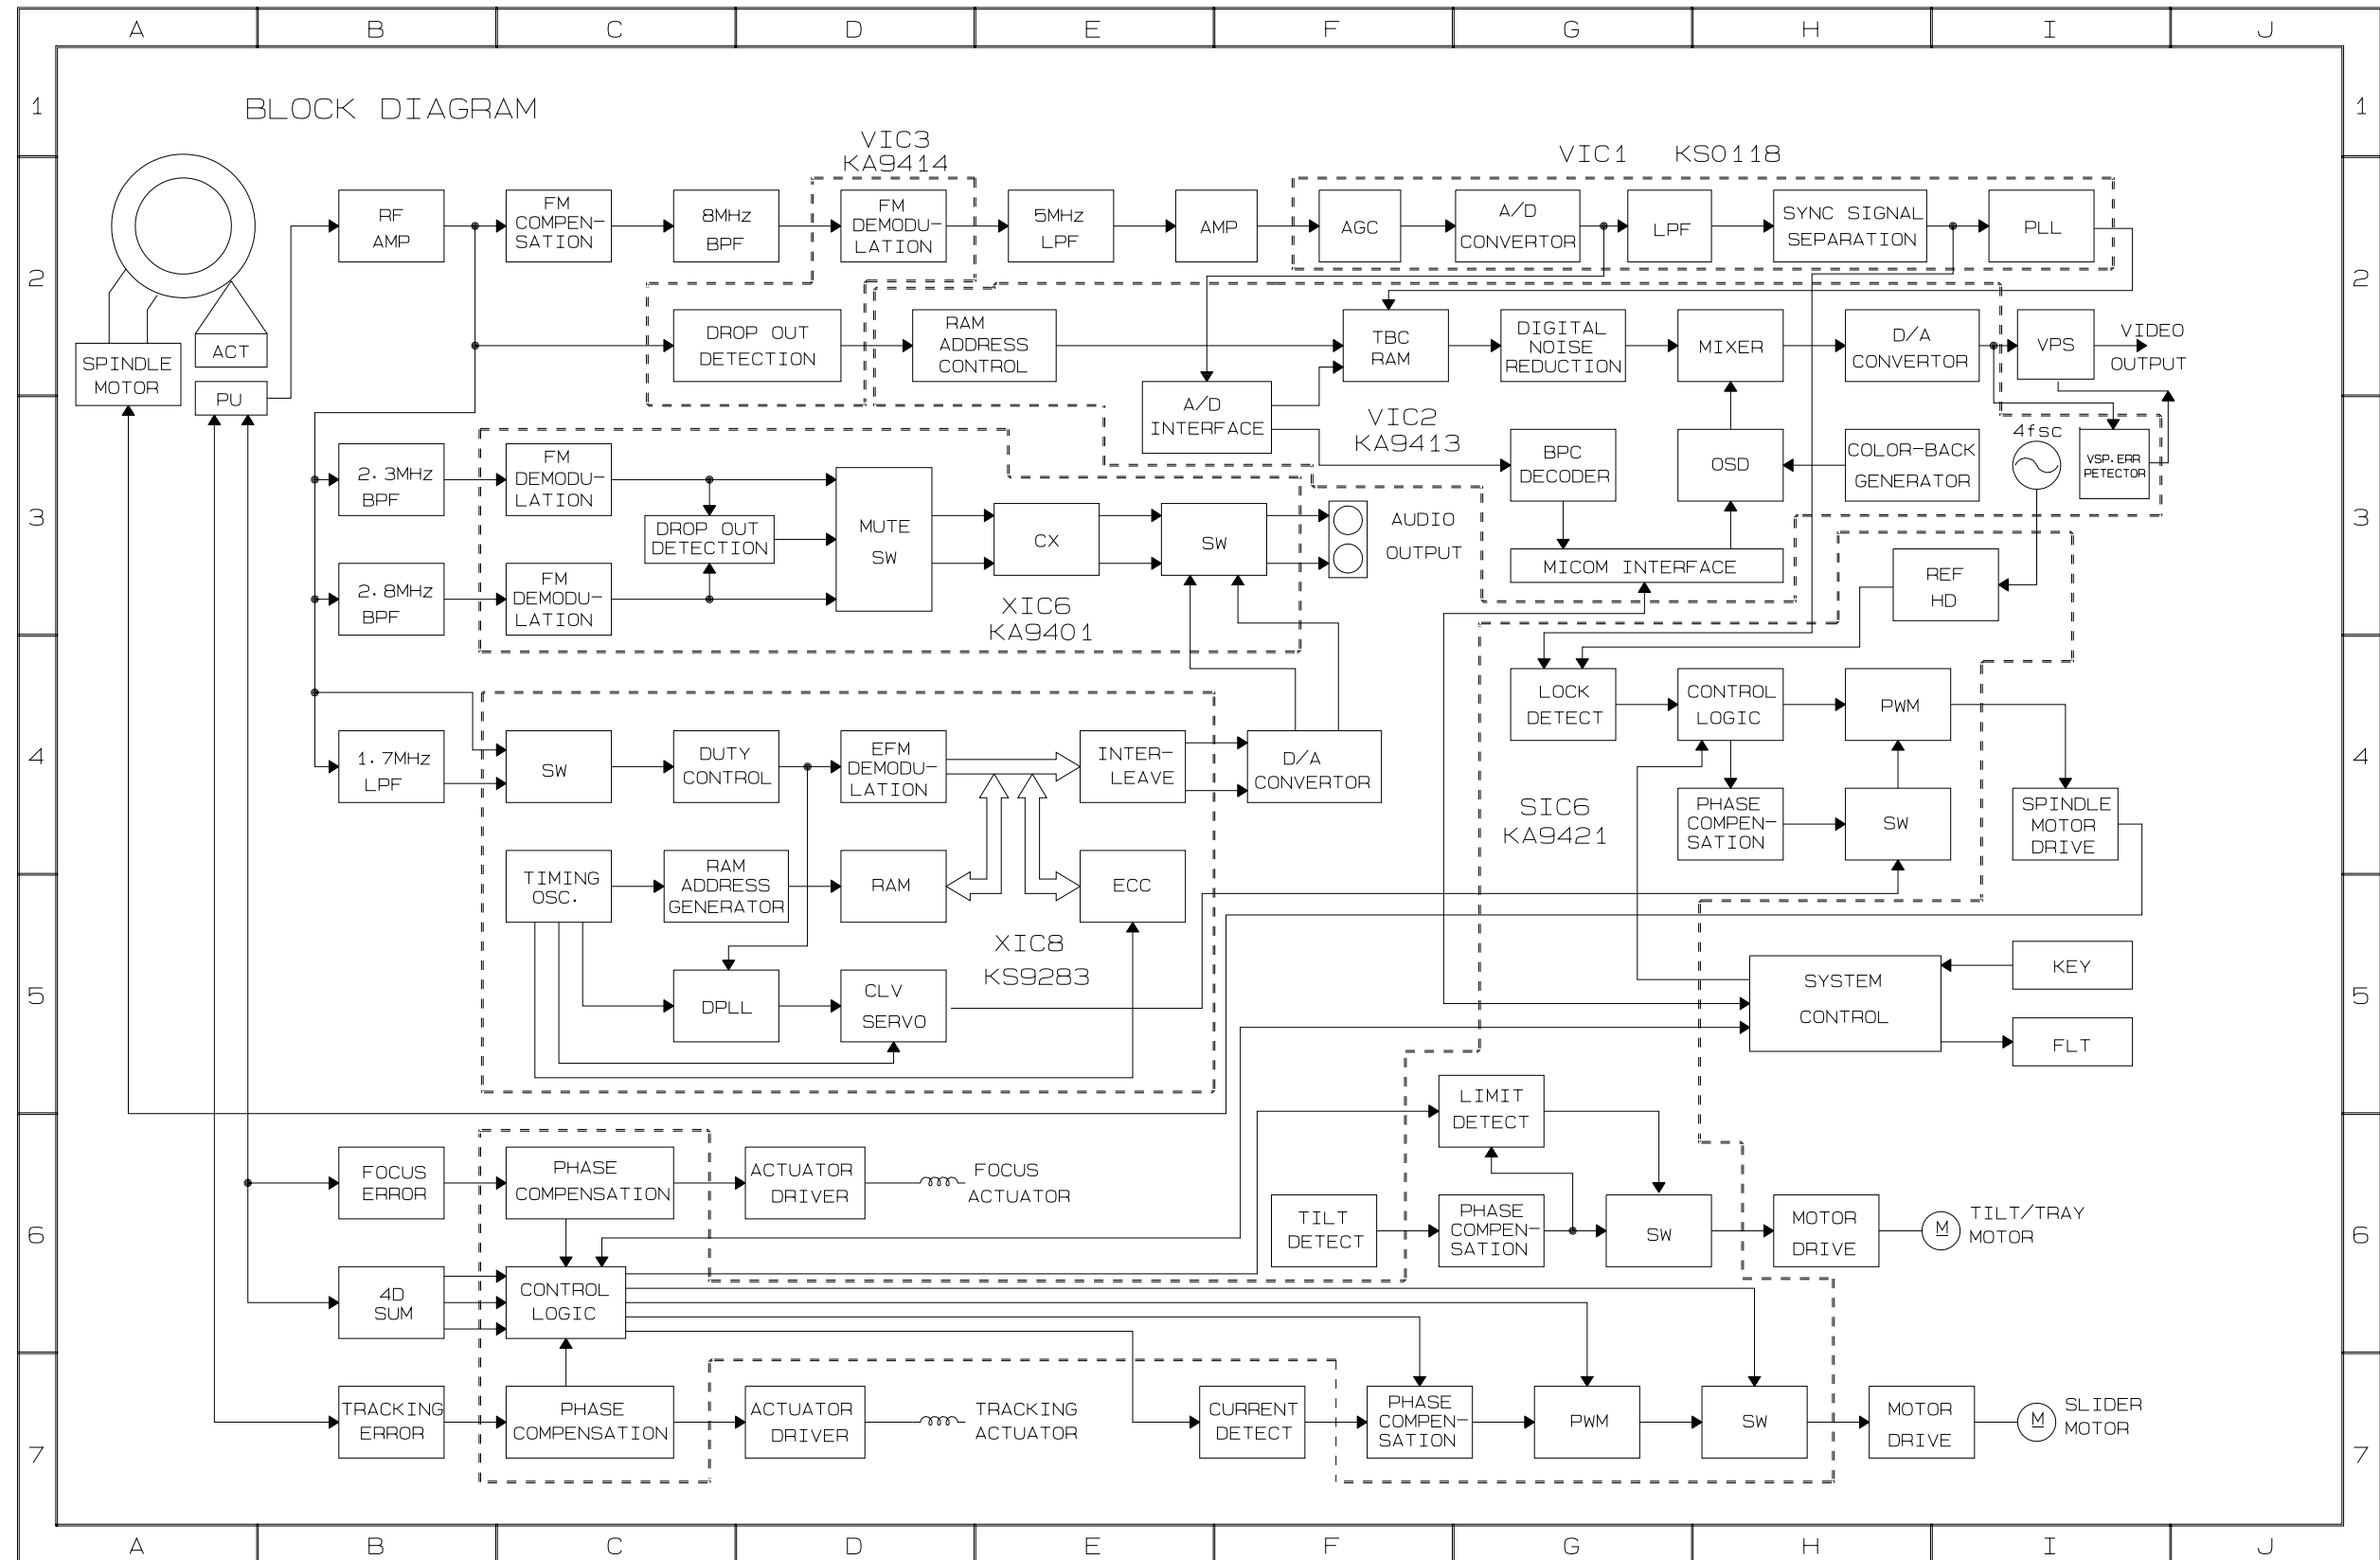 A B C D E F G H I J
1 1
BLOCK DIAGRAM
VIC3
KA9414
VIC1 KS0118
RF
AMP
FM
COMPEN-
SATION
8MHz
BPF
FM
DEMODU-
LATION
5MHz
LPF
AMP
AGC
A/D
CONVERTOR
LPF
SYNC SIGNAL
SEPARATION
PLL
2 2
SPINDLE
MOTOR
ACT
PU
DROP OUT
DETECTION
RAM
ADDRESS
CONTROL
TBC
RAM
DIGITAL
NOISE
REDUCTION
MIXER
D/A
CONVERTOR
VPS
VIDEO
OUTPUT
A/D
INTERFACE
VIC2
KA9413
2.3MHz
BPF
FM
DEMODU-
LATION
DROP OUT
DETECTION
MUTE
SW
CX
SW
AUDIO
OUTPUT
BPC
DECODER
OSD
COLOR-BACK
GENERATOR
4fsc
VSP.ERR
PETECTOR
3 3
2.8MHz
BPF
FM
DEMODU-
LATION
XIC6
KA9401
MICOM INTERFACE
REF
HD
LOCK
DETECT
CONTROL
LOGIC
PWM
4 4
1.7MHz
LPF
SW
DUTY
CONTROL
EFM
DEMODU-
LATION
INTER-
LEAVE
D/A
CONVERTOR
SIC6
KA9421
PHASE
COMPEN-
SATION
SW
SPINDLE
MOTOR
DRIVE
TIMING
OSC.
RAM
ADDRESS
GENERATOR
RAM
ECC
XIC8
KS9283
5 5
DPLL
CLV
SERVO
SYSTEM
CONTROL
KEY
FLT
LIMIT
DETECT
FOCUS
ERROR
PHASE
COMPENSATION
ACTUATOR
DRIVER
FOCUS
ACTUATOR
6 6
TILT
DETECT
PHASE
COMPEN-
SATION
SW
MOTOR
DRIVE
M
TILT/TRAY
MOTOR
4D
SUM
CONTROL
LOGIC
TRACKING
ERROR
PHASE
COMPENSATION
ACTUATOR
DRIVER
TRACKING
ACTUATOR
CURRENT
DETECT
PHASE
COMPEN-
SATION
PWM
SW
MOTOR
DRIVE
M
SLIDER
MOTOR
7 7
A B C D E F G H I J